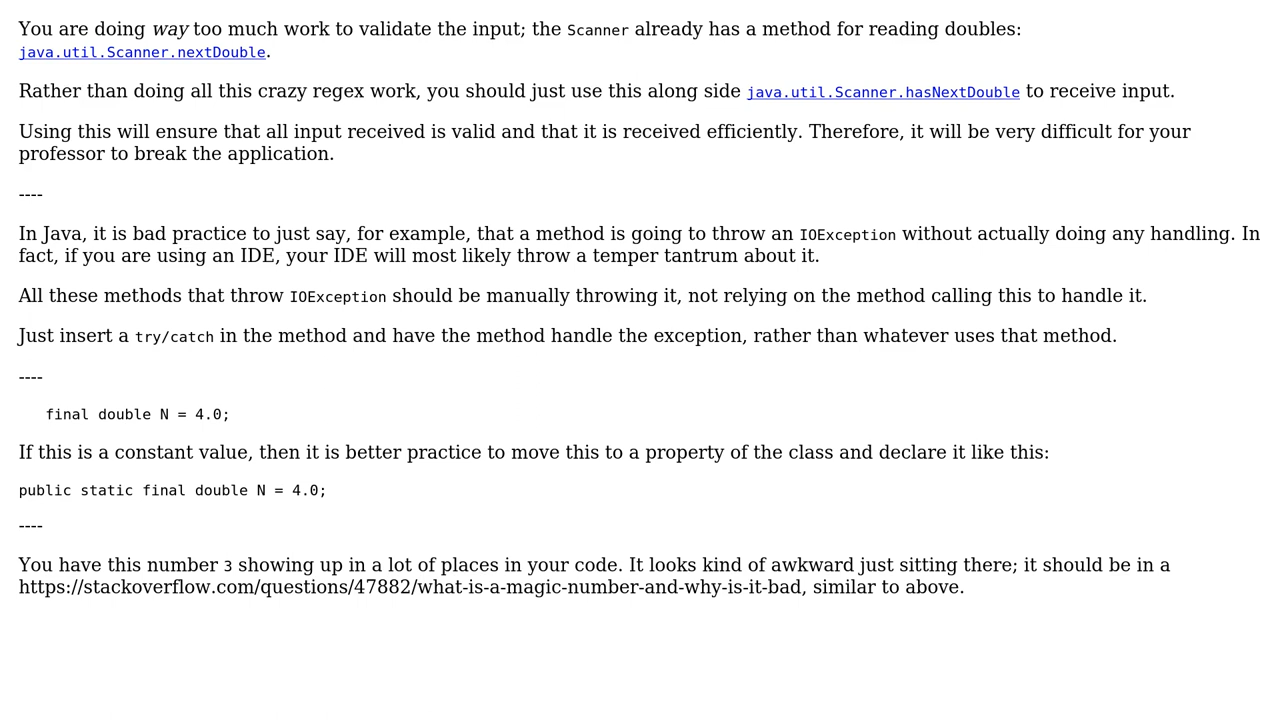 You are doing way too much work to validate the input; the Scanner already has a method for reading doubles:
java.util.Scanner.nextDouble.
Rather than doing all this crazy regex work, you should just use this along side java.util.Scanner.hasNextDouble to receive input.
Using this will ensure that all input received is valid and that it is received efficiently. Therefore, it will be very difficult for your
professor to break the application.
----
In Java, it is bad practice to just say, for example, that a method is going to throw an IOException without actually doing any handling. In
fact, if you are using an IDE, your IDE will most likely throw a temper tantrum about it.
All these methods that throw IOException should be manually throwing it, not relying on the method calling this to handle it.
Just insert a try/catch in the method and have the method handle the exception, rather than whatever uses that method.
----
final double N = 4.0;
If this is a constant value, then it is better practice to move this to a property of the class and declare it like this:
public static final double N = 4.0;
----
You have this number 3 showing up in a lot of places in your code. It looks kind of awkward just sitting there; it should be in a
https://stackoverflow.com/questions/47882/what-is-a-magic-number-and-why-is-it-bad, similar to above.